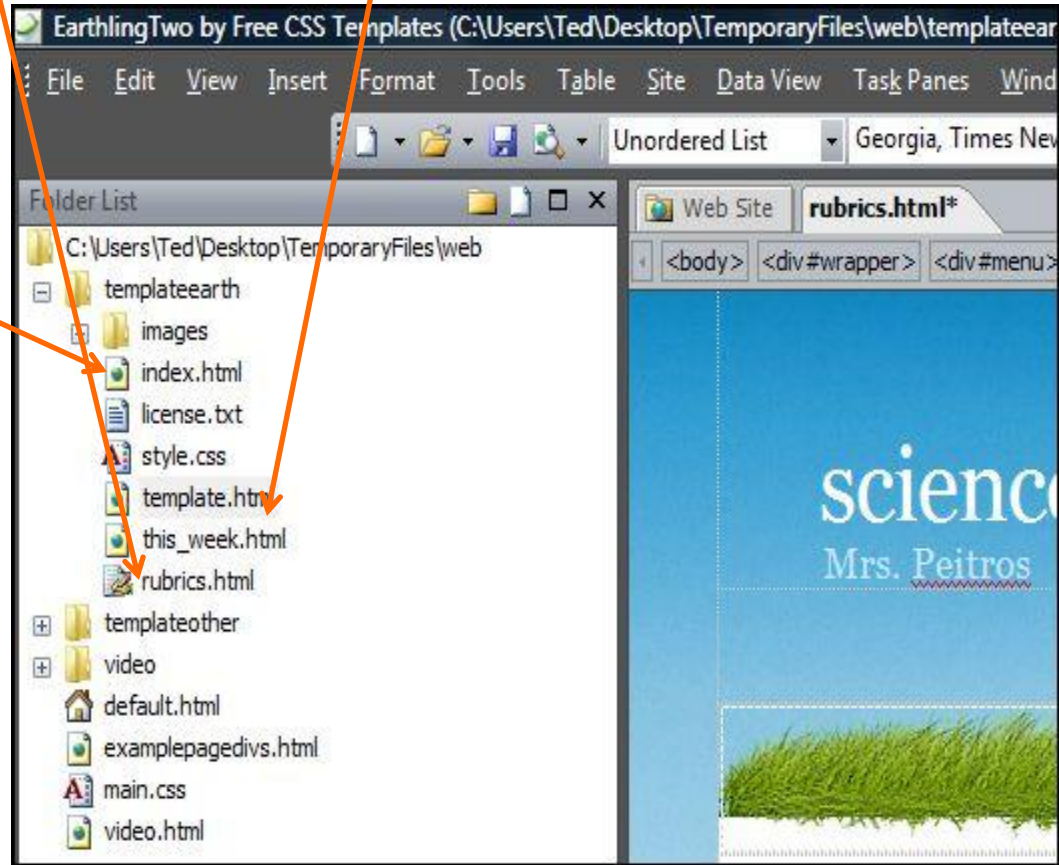 EarthlingTwo by Free CSS Templates (C:\Users\Ted\Desktop\TemporaryFiles\web\templateear
File Edit View Insert Format Tools Table Site Data View Task Panes Wind
Unordered List Georgia, Times New
Folder List
Web Site rubrics.html*
C:\Users\Ted\Desktop\TemporaryFiles\web
<body> <div#wrapper> <div#menu>
templateearth
images
index.html
license.txt
style.css
template.html
this_week.html
rubrics.html
templateother
video
default.html
examplepagedivs.html
main.css
video.html
science
Mrs. Peitros